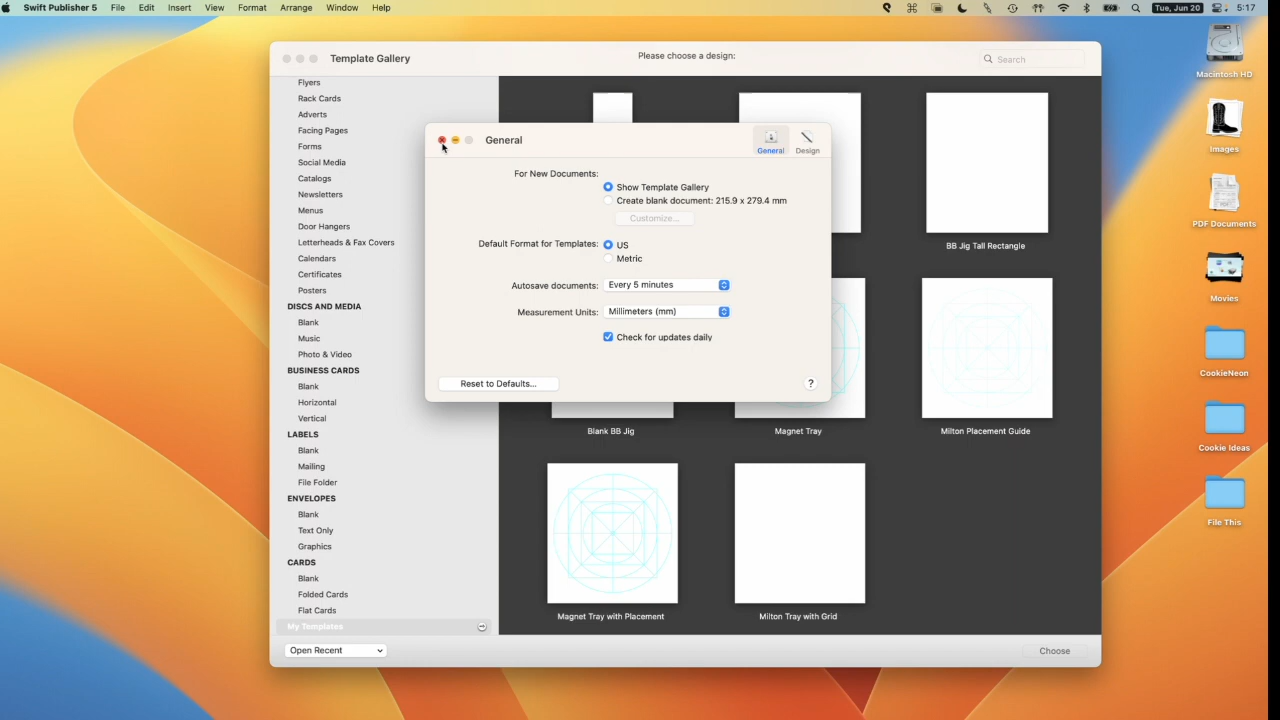 Swift Publisher 5 File Edit Insert View Format Arrange Window Help Tue, Jun 20 5:17
Template Gallery
Please choose a design:
Search
Flyers
Rack Cards
Adverts
Facing Pages
Forms
Social Media
Catalogs
Newsletters
Menus
Door Hangers
Letterheads & Fax Covers
Calendars
Certificates
Posters
DISCS AND MEDIA
Blank
Music
Photo & Video
BUSINESS CARDS
Blank
Horizontal
Vertical
LABELS
Blank
Mailing
File Folder
ENVELOPES
Blank
Text Only
Graphics
CARDS
Blank
Folded Cards
Flat Cards
My Templates
Open Recent
General
General
Design
For New Documents:
Show Template Gallery
Create blank document: 215.9 x 279.4 mm
Customize...
Default Format for Templates:
US
Metric
Autosave documents: Every 5 minutes
Measurement Units: Millimeters (mm)
Check for updates daily
Reset to Defaults...
?
BB Jig Tall Rectangle
Blank BB Jig
Magnet Tray
Milton Placement Guide
Magnet Tray with Placement
Milton Tray with Grid
Choose
Macintosh HD
Images
PDF Documents
Movies
CookieNeon
Cookie Ideas
File This